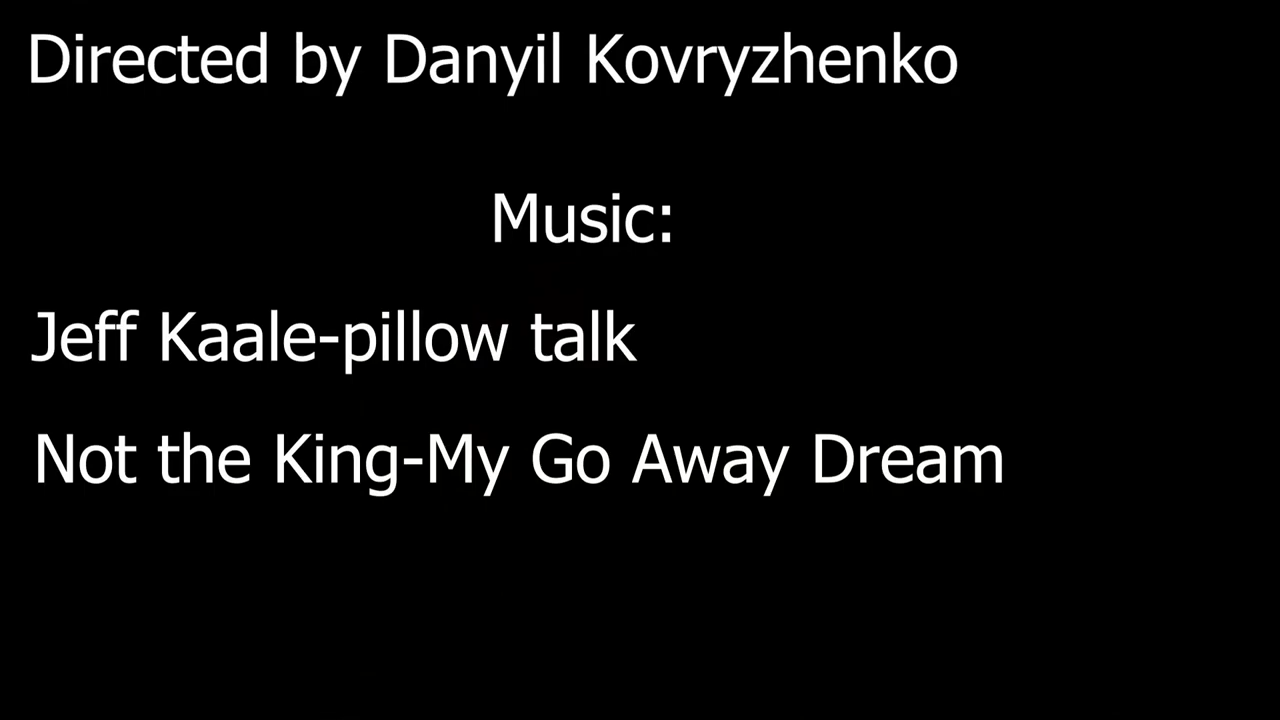 Directed by Danyil Kovryzhenko
Music:
Jeff Kaale-pillow talk
Not the King-My Go Away Dream